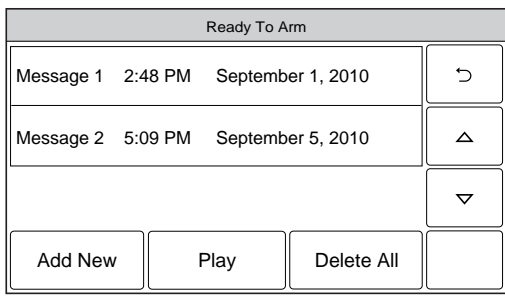 Ready To Arm
Message 1 2:48 PM September 1, 2010
Message 2 5:09 PM September 5, 2010
Add New Play Delete All